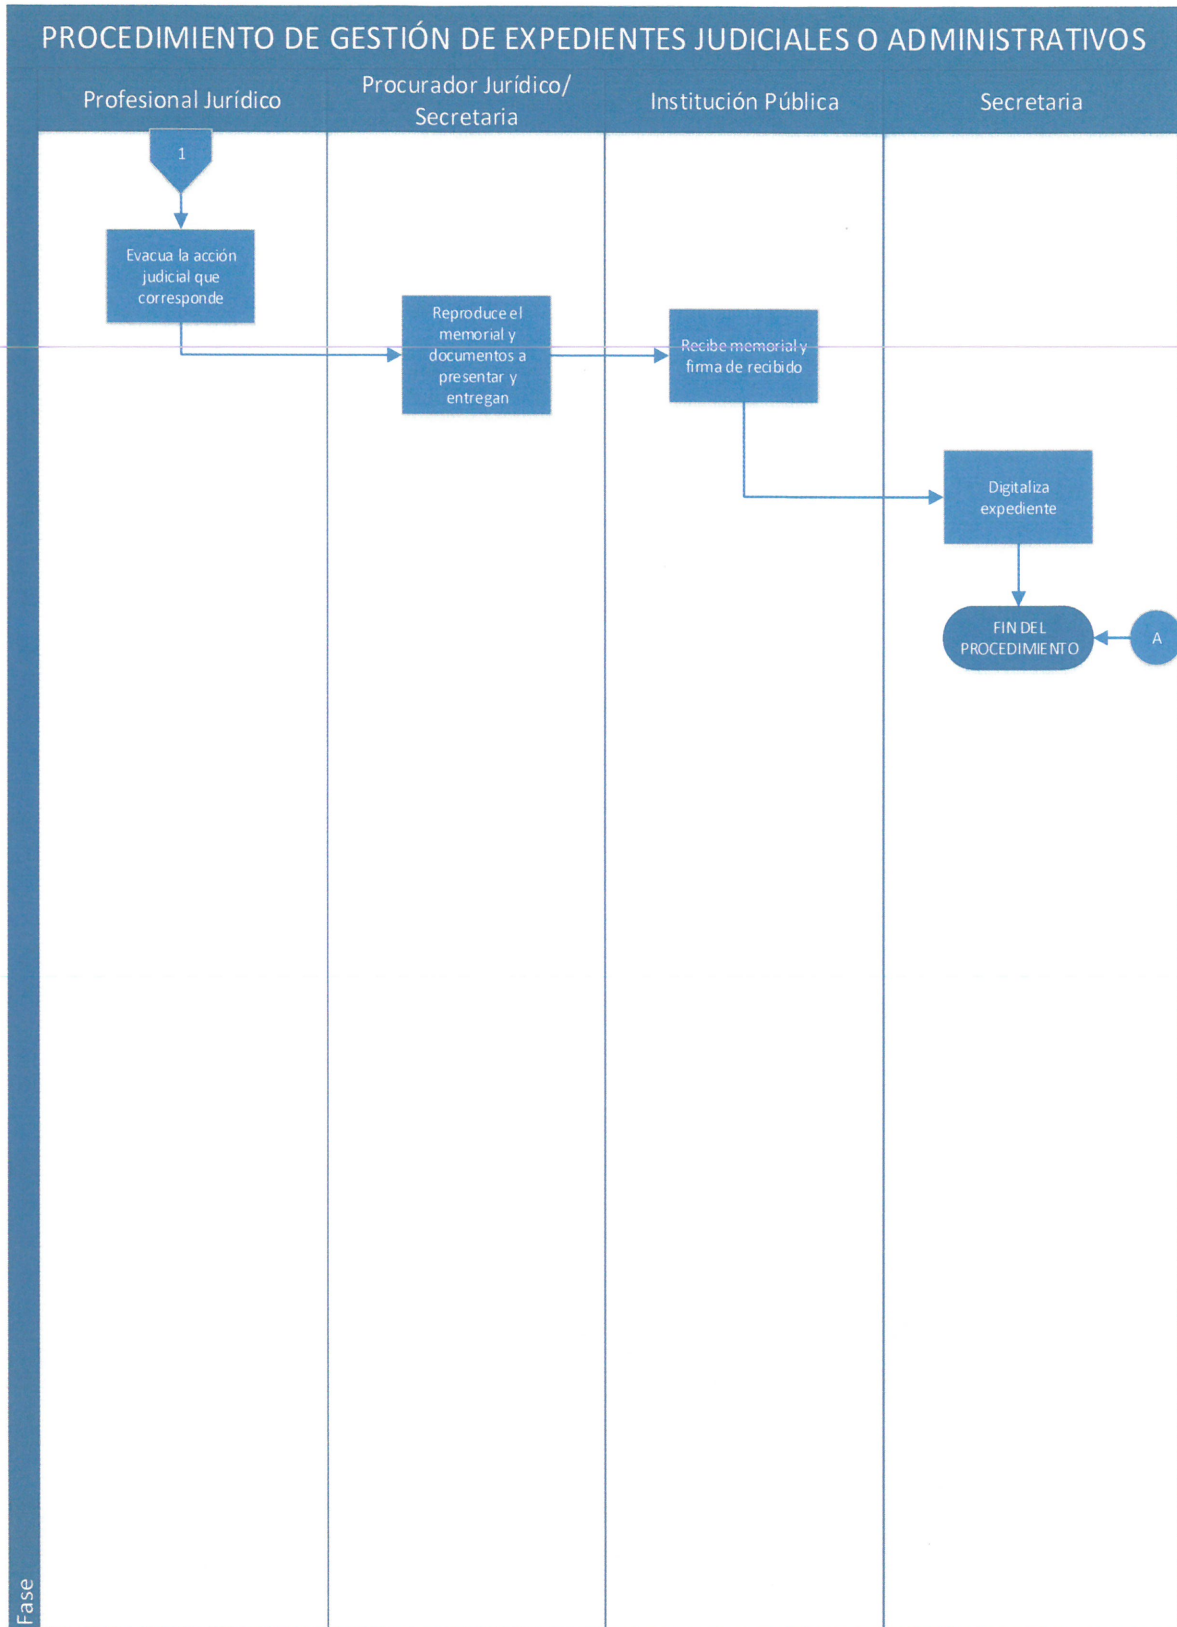 PROCEDIMIENTO DE GESTIÓN DE EXPEDIENTES JUDICIALES O ADMINISTRATIVOS
Profesional Jurídico
Procurador Jurídico/
Secretaria
Institución Pública
Secretaria
1
Evacua la acción
judicial que
corresponde
Reproduce el
memorial y
documentos a
presentar y
entregan
Recibe memorial y
firma de recibido
Digitaliza
expediente
FIN DEL
PROCEDIMIENTO
A
Fase